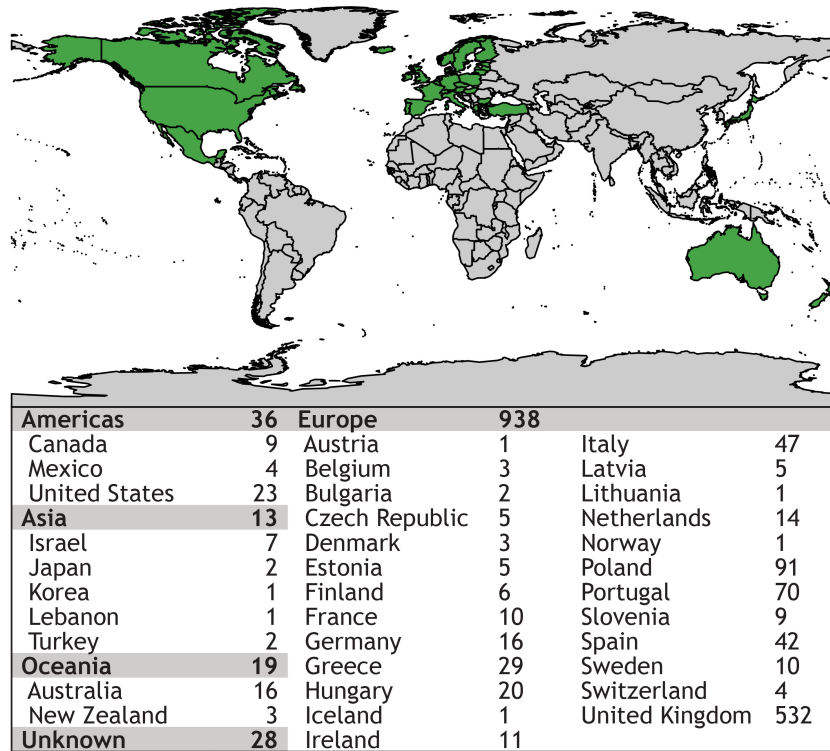 Americas 36 Europe 938
Canada 9 Austria 1 Italy 47
Mexico 4 Belgium 3 Latvia 5
United States 23 Bulgaria 2 Lithuania 1
Asia 13 Czech Republic 5 Netherlands 14
Israel 7 Denmark 3 Norway 1
Japan 2 Estonia 5 Poland 91
Korea 1 Finland 6 Portugal 70
Lebanon 1 France 10 Slovenia 9
Turkey 2 Germany 16 Spain 42
Oceania 19 Greece 29 Sweden 10
Australia 16 Hungary 20 Switzerland 4
New Zealand 3 Iceland 1 United Kingdom 532
Unknown 28 Ireland 11